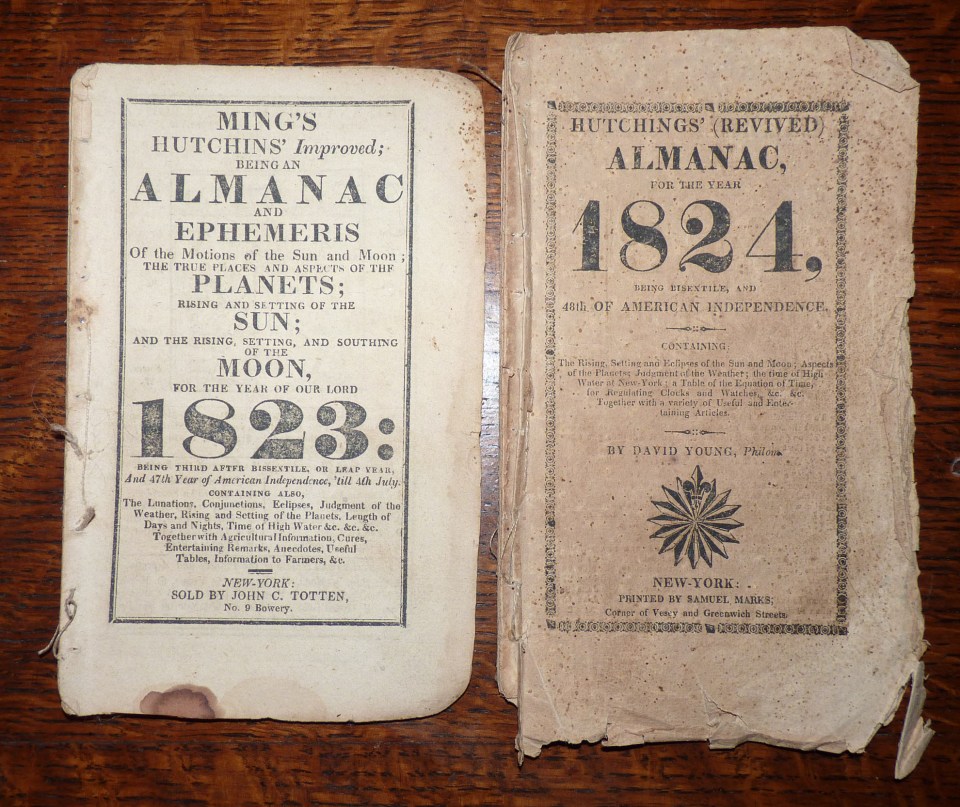 MING'S
HUTCHINS' Improved;
BEING AN
ALMANAC
AND
EPHEMERIS
Of the Motions of the Sun and Moon;
THE TRUE PLACES AND ASPECTS OF THE
PLANETS;
RISING AND SETTING OF THE
SUN;
AND THE RISING, SETTING, AND SOUTHING
OF THE
MOON,
FOR THE YEAR OF OUR LORD
1823:
BEING THIRD AFTER BISSEXTILE, OR LEAP YEAR,
And 47th Year of American Independence, 'till 4th July.
CONTAINING ALSO,
The Lunations, Conjunctions, Eclipses, Judgment of the
Weather, Rising and Setting of the Planets, Length of
Days and Nights, Time of High Water &c. &c. &c.
Together with Agricultural Information, Cures,
Entertaining Remarks, Anecdotes, Useful
Tables, Information to Farmers, &c.
NEW-YORK:
SOLD BY JOHN C. TOTTEN,
No. 9 Bowery.
HUTCHINGS' (REVIVED)
ALMANAC,
FOR THE YEAR
1824,
BEING BISEXTILE, AND
48th OF AMERICAN INDEPENDENCE,
CONTAINING
The Rising, Setting and Eclipses of the Sun and Moon; Aspects
of the Planets; Judgment of the Weather; the time of High
Water at New-York; a Table of the Equation of Time,
for Regulating Clocks and Watches, &c. &c.
Together with a variety of Useful and Enter-
taining Articles.
BY DAVID YOUNG, Philom.
NEW-YORK:
PRINTED BY SAMUEL MARKS;
Corner of Vesey and Greenwich Streets.